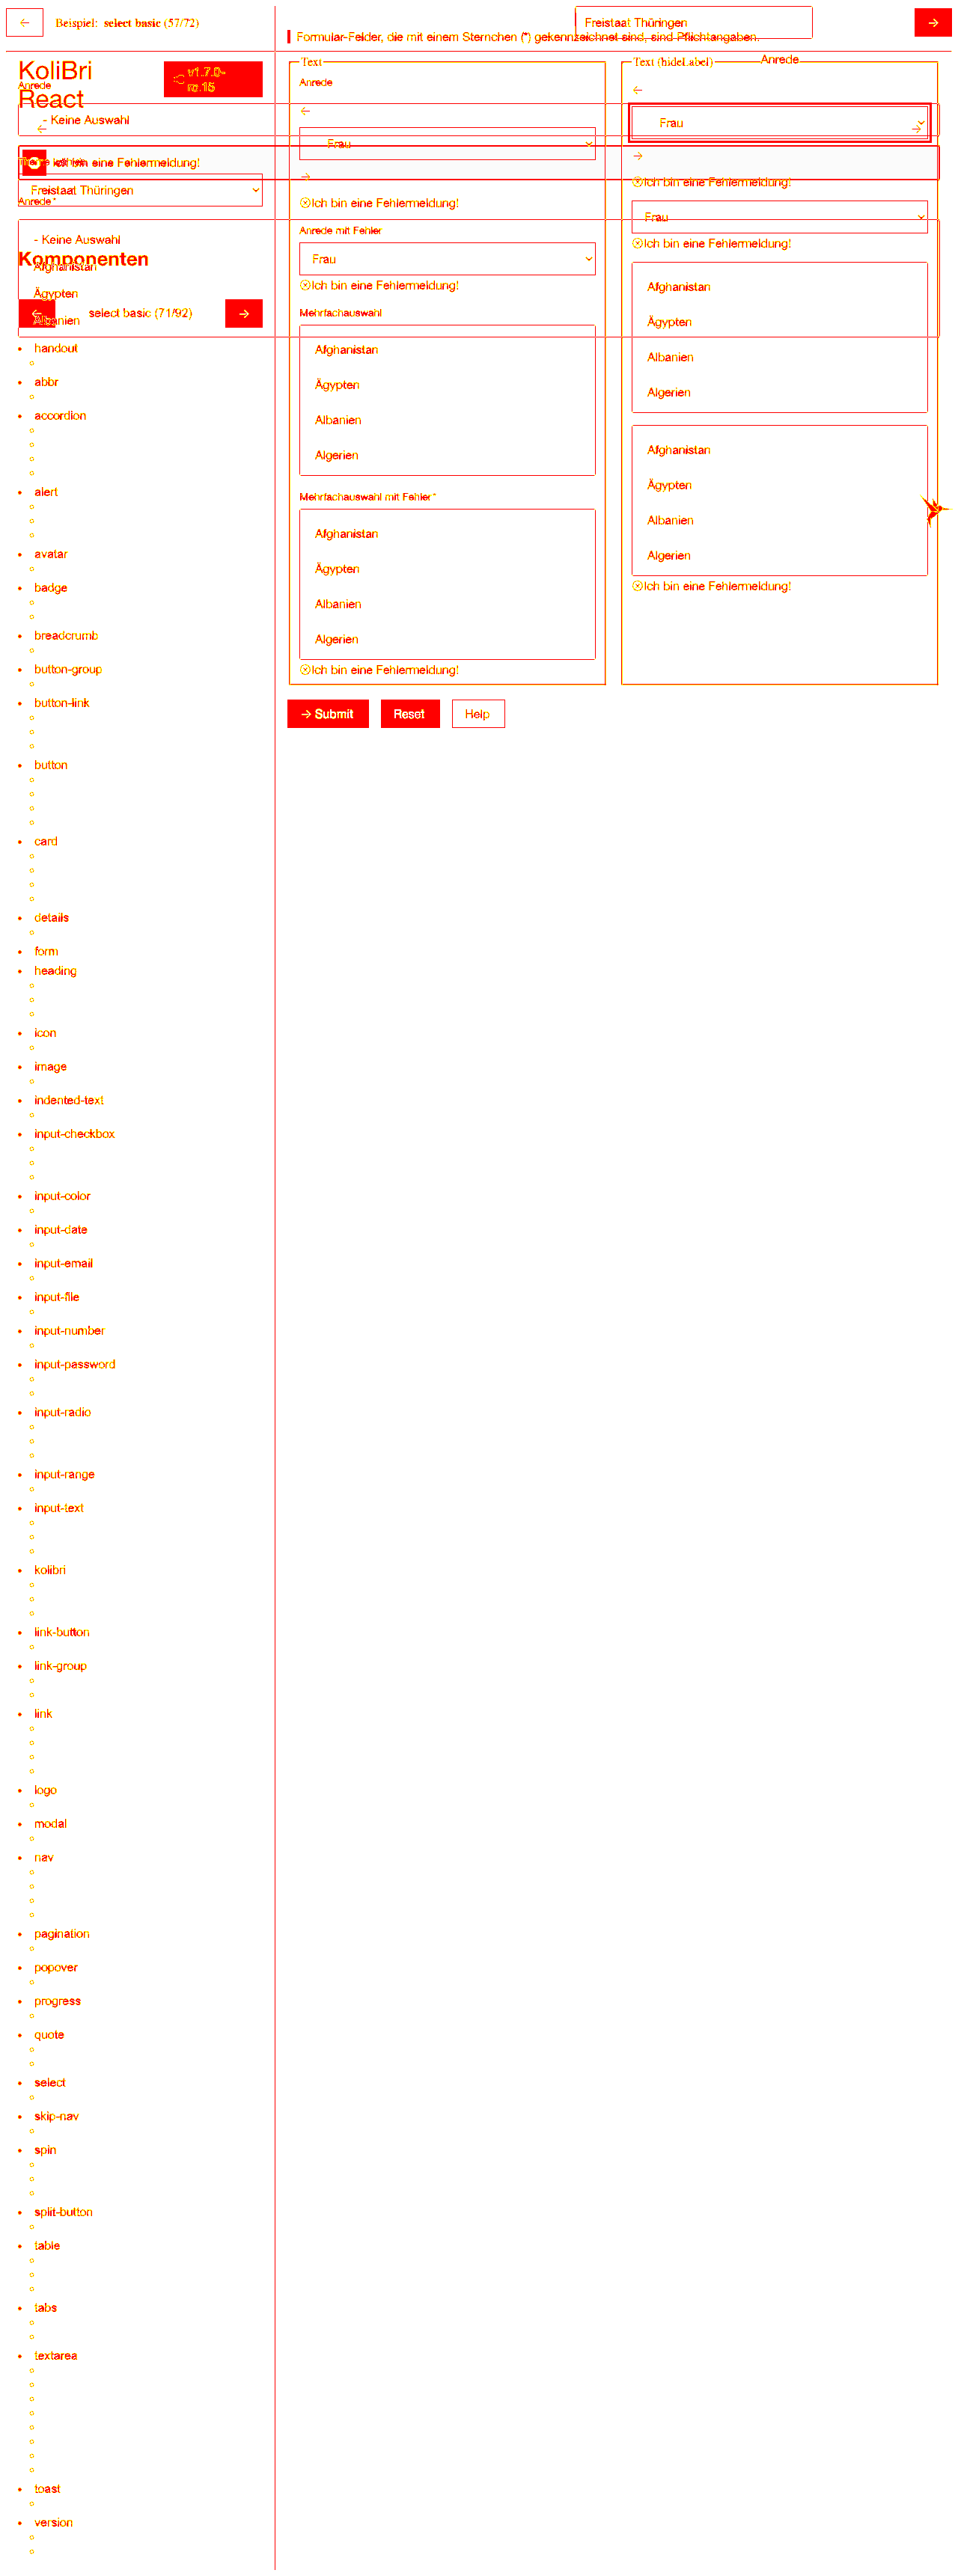 ← Beispiel: select basic (57/72)
Freistaat Thüringen
→
Formular-Felder, die mit einem Sternchen (*) gekennzeichnet sind, sind Pflichtangaben.
KoliBri
React
v1.7.0-
rc.15
Anrede
- Keine Auswahl
Ich bin eine Fehlermeldung!
Freistaat Thüringen
Anrede*
- Keine Auswahl
Komponenten
Afghanistan
Ägypten
Albanien
← select basic (71/92) →
handout
abbr
accordion
alert
avatar
badge
breadcrumb
button-group
button-link
button
card
details
form
heading
icon
image
indented-text
input-checkbox
input-color
input-date
input-email
input-file
input-number
input-password
input-radio
input-range
input-text
kolibri
link-button
link-group
link
logo
modal
nav
pagination
popover
progress
quote
select
skip-nav
spin
split-button
table
tabs
textarea
toast
version
Text
Anrede
←
Frau
→
Ich bin eine Fehlermeldung!
Anrede mit Fehler
Frau
Ich bin eine Fehlermeldung!
Mehrfachauswahl
Afghanistan
Ägypten
Albanien
Algerien
Mehrfachauswahl mit Fehler*
Afghanistan
Ägypten
Albanien
Algerien
Ich bin eine Fehlermeldung!
Text (hideLabel)
Anrede
←
Frau
→
Ich bin eine Fehlermeldung!
Frau
Ich bin eine Fehlermeldung!
Afghanistan
Ägypten
Albanien
Algerien
Afghanistan
Ägypten
Albanien
Algerien
Ich bin eine Fehlermeldung!
→ Submit
Reset
Help